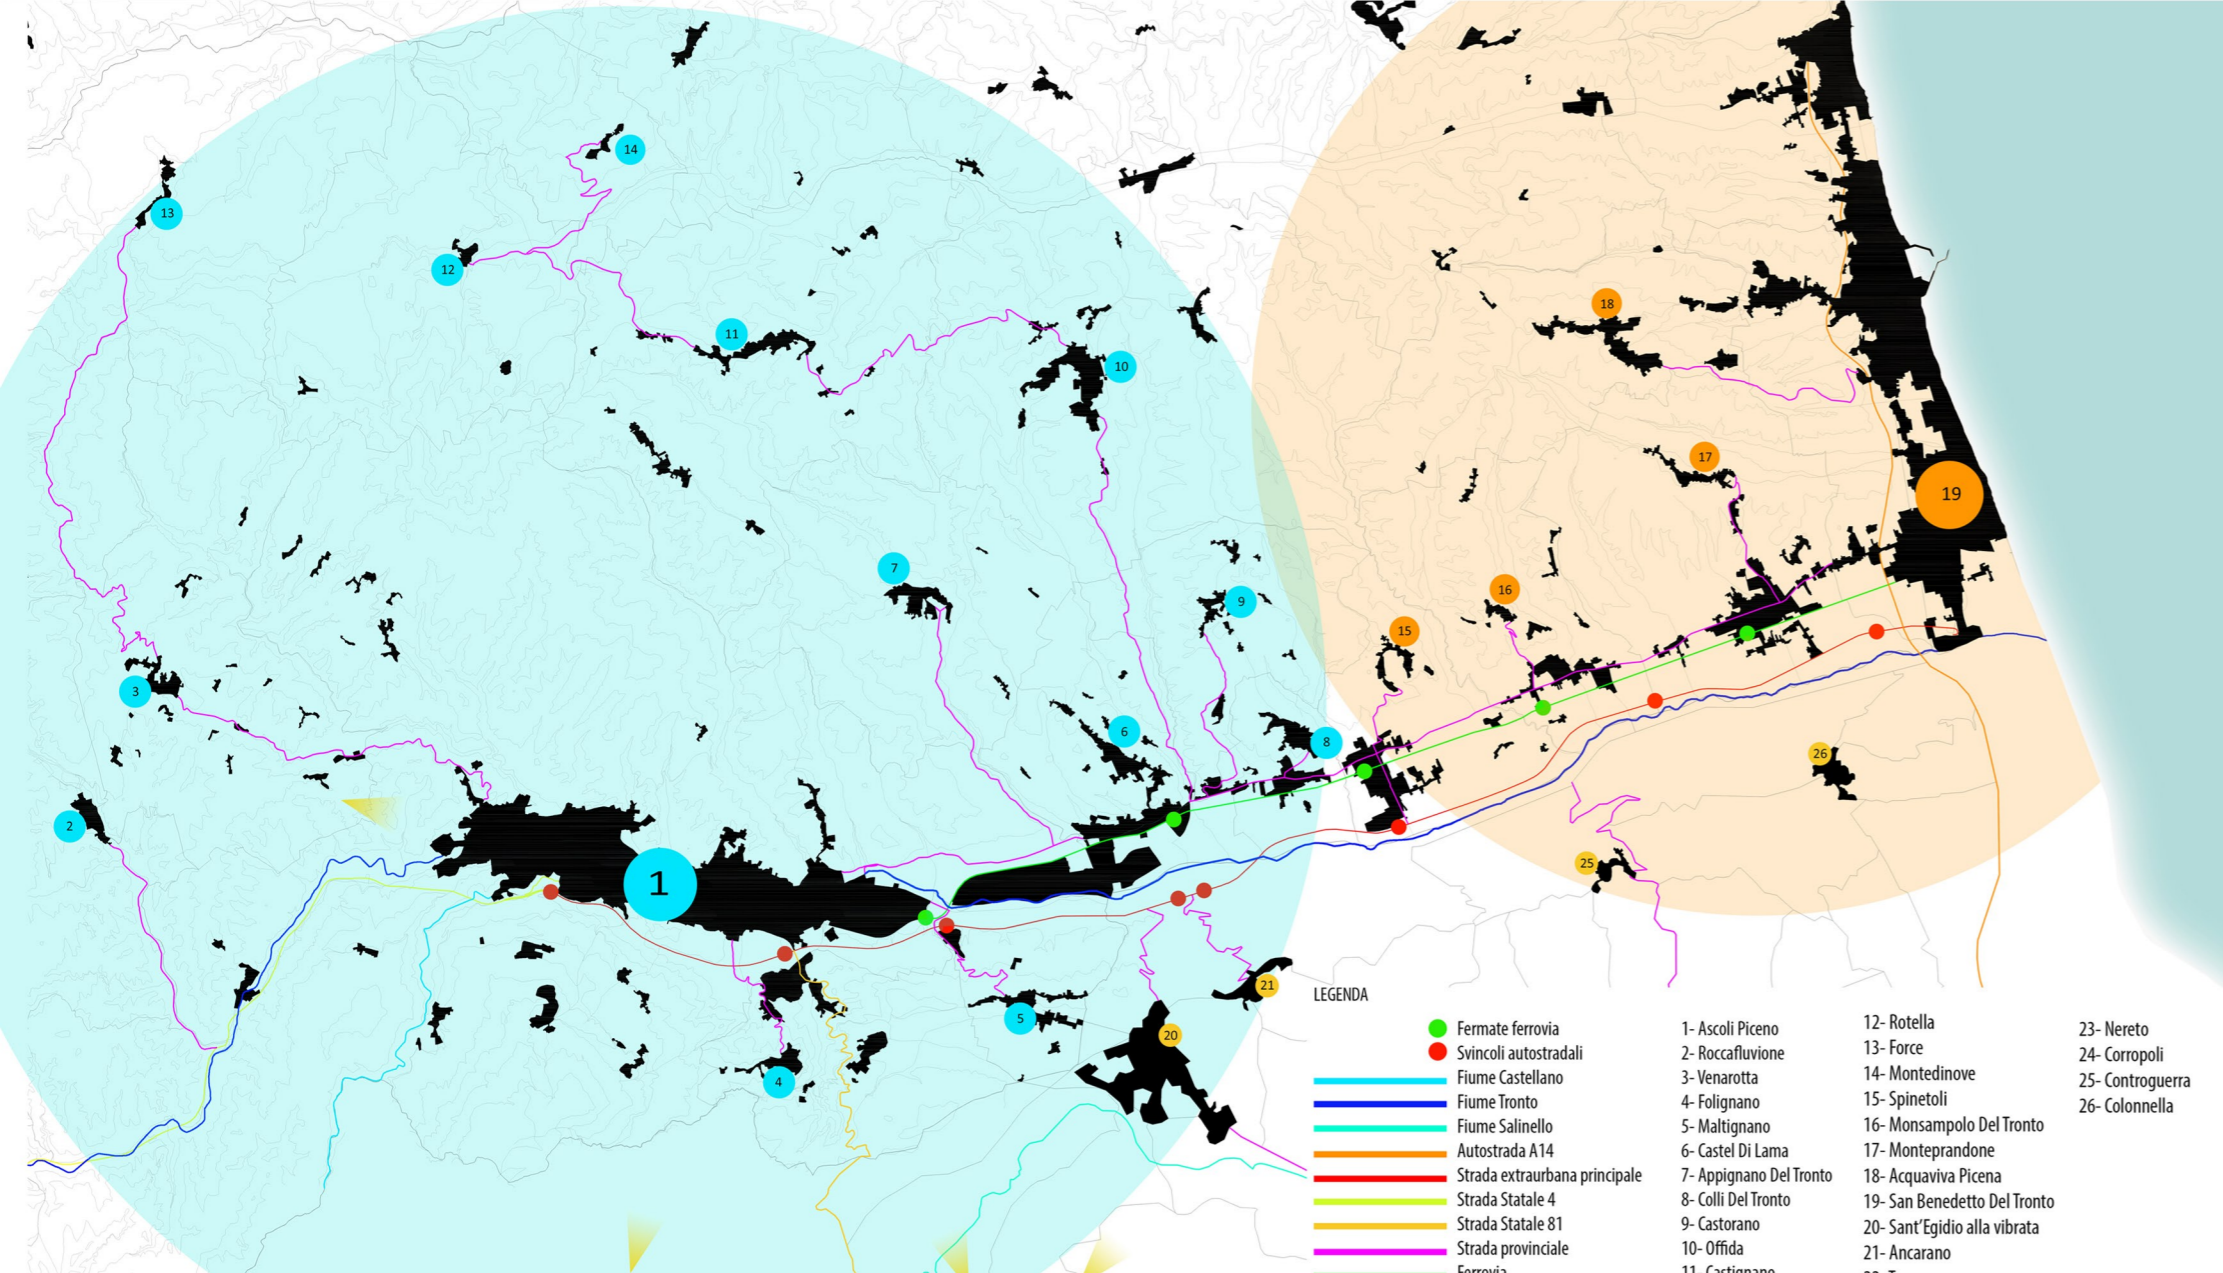 14
13
12
18
11
10
17
19
7
16
9
15
3
6
8
26
2
25
1
21
5
20
4
LEGENDA
Fermate ferrovia
Svincoli autostradali
Fiume Castellano
Fiume Tronto
Fiume Salinello
Autostrada A14
Strada extraurbana principale
Strada Statale 4
Strada Statale 81
Strada provinciale
Ferrovia
1- Ascoli Piceno
2- Roccafluvione
3- Venarotta
4- Folignano
5- Maltignano
6- Castel Di Lama
7- Appignano Del Tronto
8- Colli Del Tronto
9- Castorano
10- Offida
11- Castignano
12- Rotella
13- Force
14- Montedinove
15- Spinetoli
16- Monsampolo Del Tronto
17- Monteprandone
18- Acquaviva Picena
19- San Benedetto Del Tronto
20- Sant'Egidio alla vibrata
21- Ancarano
23- Nereto
24- Corropoli
25- Controguerra
26- Colonnella